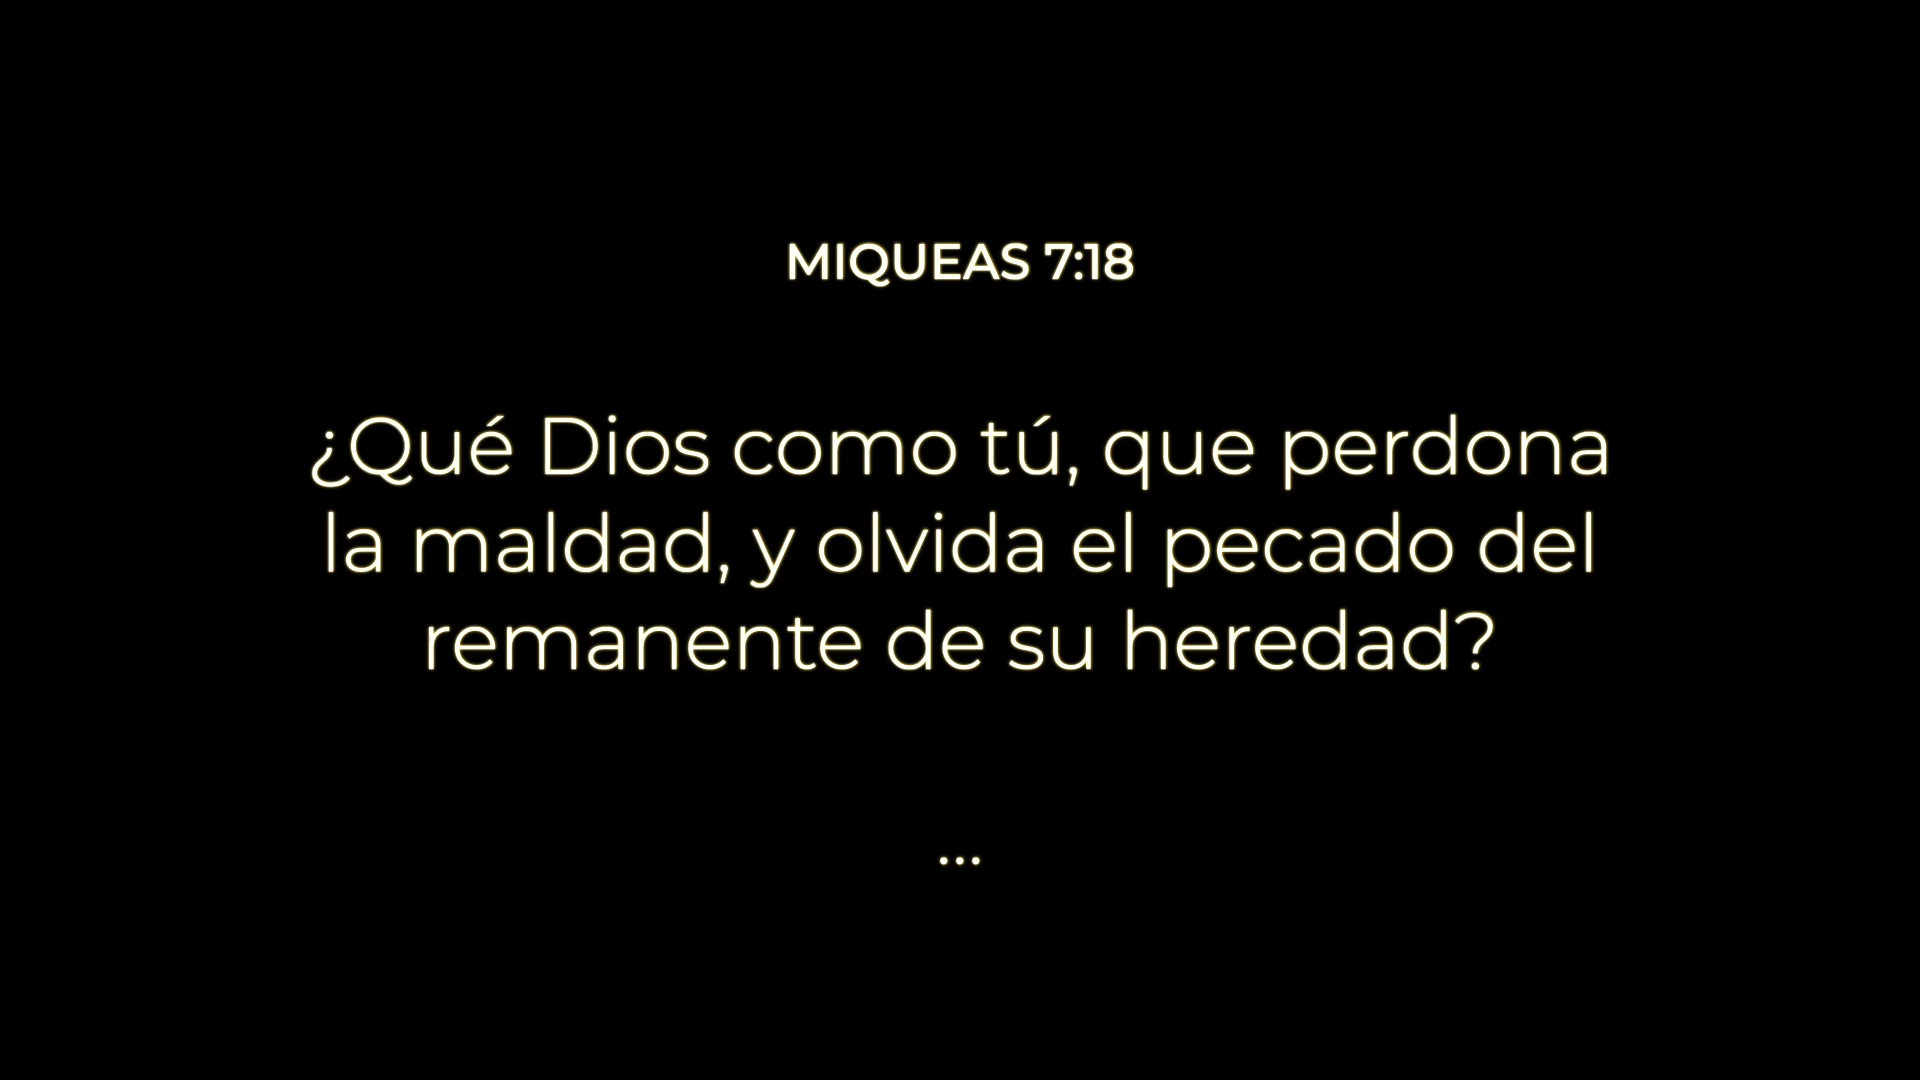 MIQUEAS 7:18
¿Qué Dios como tú, que perdona
la maldad, y olvida el pecado del
remanente de su heredad?
...